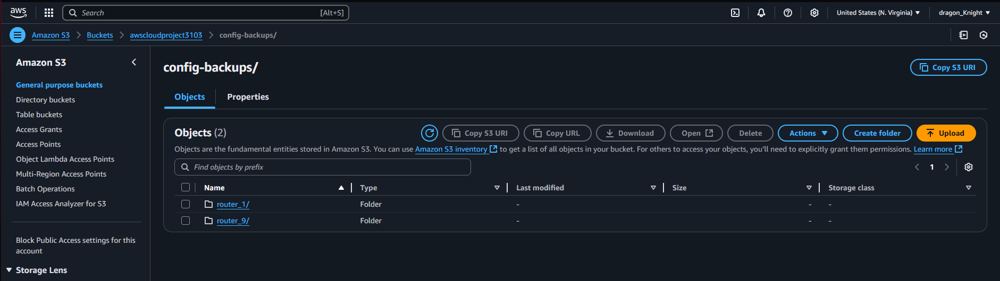 aws
Search [Alt+S] United States (N. Virginia) dragon_Knight
Amazon S3 Buckets awscloudproject3103 config-backups/
Amazon S3
General purpose buckets
Directory buckets
Table buckets
Access Grants
Access Points
Object Lambda Access Points
Multi-Region Access Points
Batch Operations
IAM Access Analyzer for S3
Block Public Access settings for this
account
Storage Lens
config-backups/
Copy S3 URI
Objects Properties
Objects (2)
Copy S3 URI Copy URL Download Open Delete Actions Create folder Upload
Objects are the fundamental entities stored in Amazon S3. You can use Amazon S3 inventory to get a list of all objects in your bucket. For others to access your objects, you'll need to explicitly grant them permissions. Learn more
Find objects by prefix
1
Name Type Last modified Size Storage class
router_1/ Folder - - -
router_9/ Folder - - -